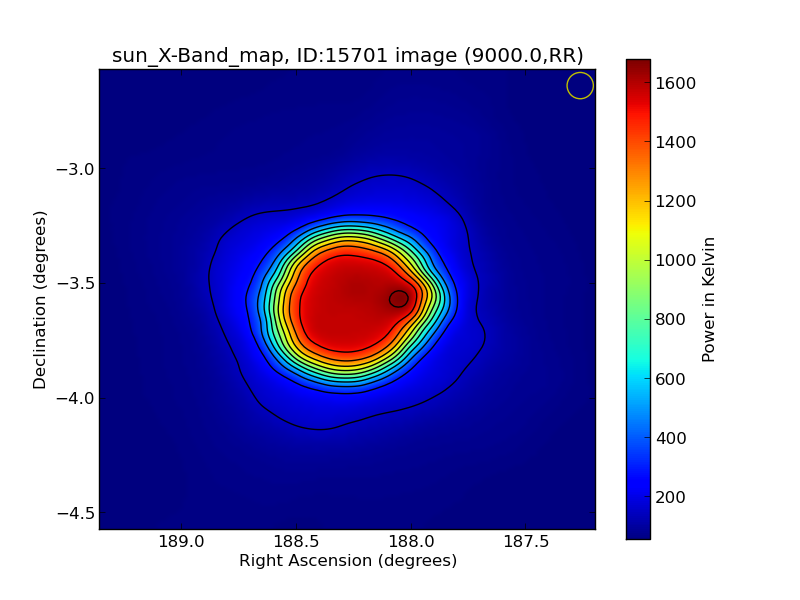 sun_X-Band_map, ID:15701 image (9000.0,RR)
−3.0
−3.5
−4.0
−4.5
Declination (degrees)
189.0 188.5 188.0 187.5
Right Ascension (degrees)
1600
1400
1200
1000
800
600
400
200
Power in Kelvin